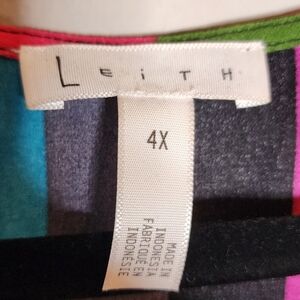 LEiTH
4X
MADE IN
INDONESIA
FABRIQUÉ EN
INDONÉSIE